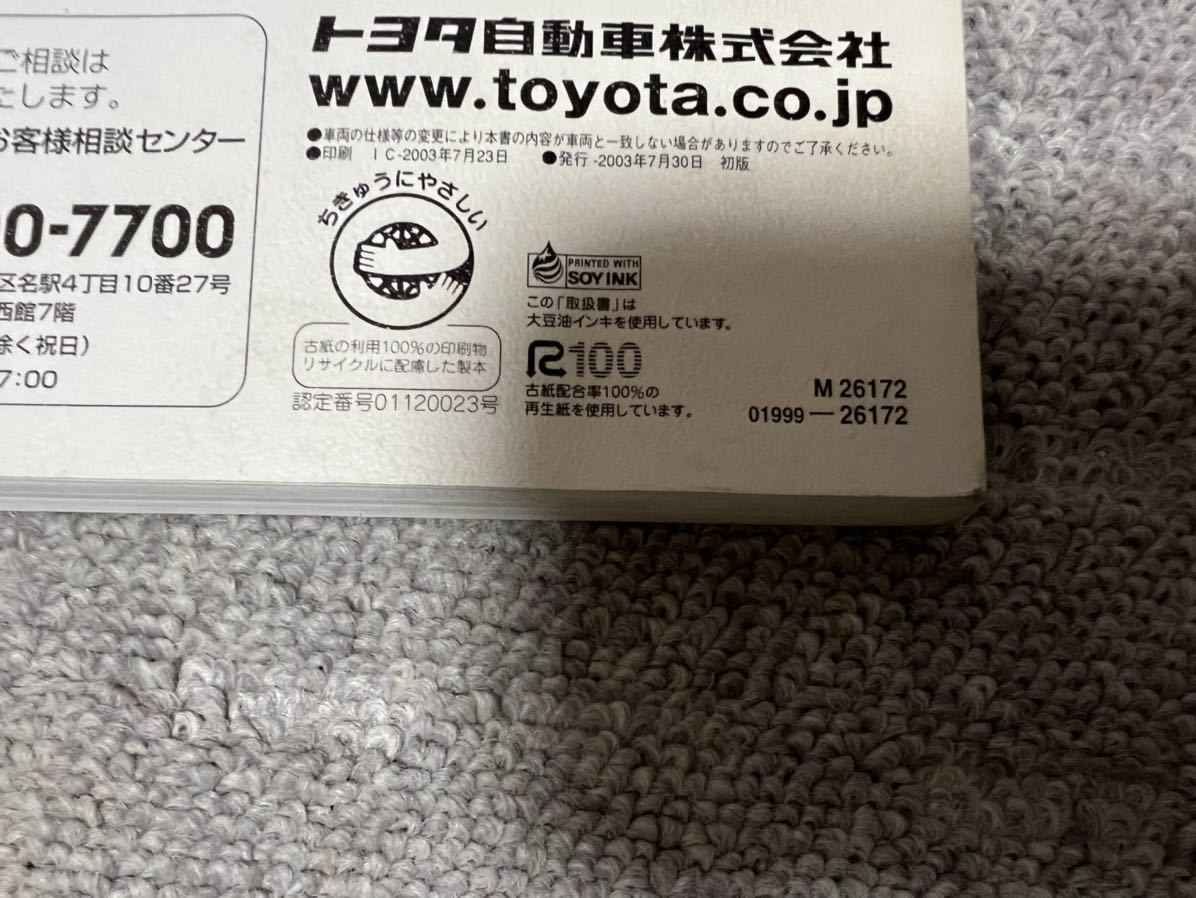 ご相談は
たします。
お客様相談センター
00-7700
区名駅4丁目10番27号
西館7階
除く祝日)
7:00
トヨタ自動車株式会社
www.toyota.co.jp
●車両の仕様等の変更により本書の内容が車両と一致しない場合がありますのでご了承ください。
●印刷 IC-2003年7月23日 ●発行-2003年7月30日 初版
ちきゅうにやさしい
古紙の利用100%の印刷物
リサイクルに配慮した製本
認定番号01120023号
PRINTED WITH
SOY INK
この「取扱書」は
大豆油インキを使用しています。
R100
古紙配合率100%の
再生紙を使用しています。
M 26172
01999―26172